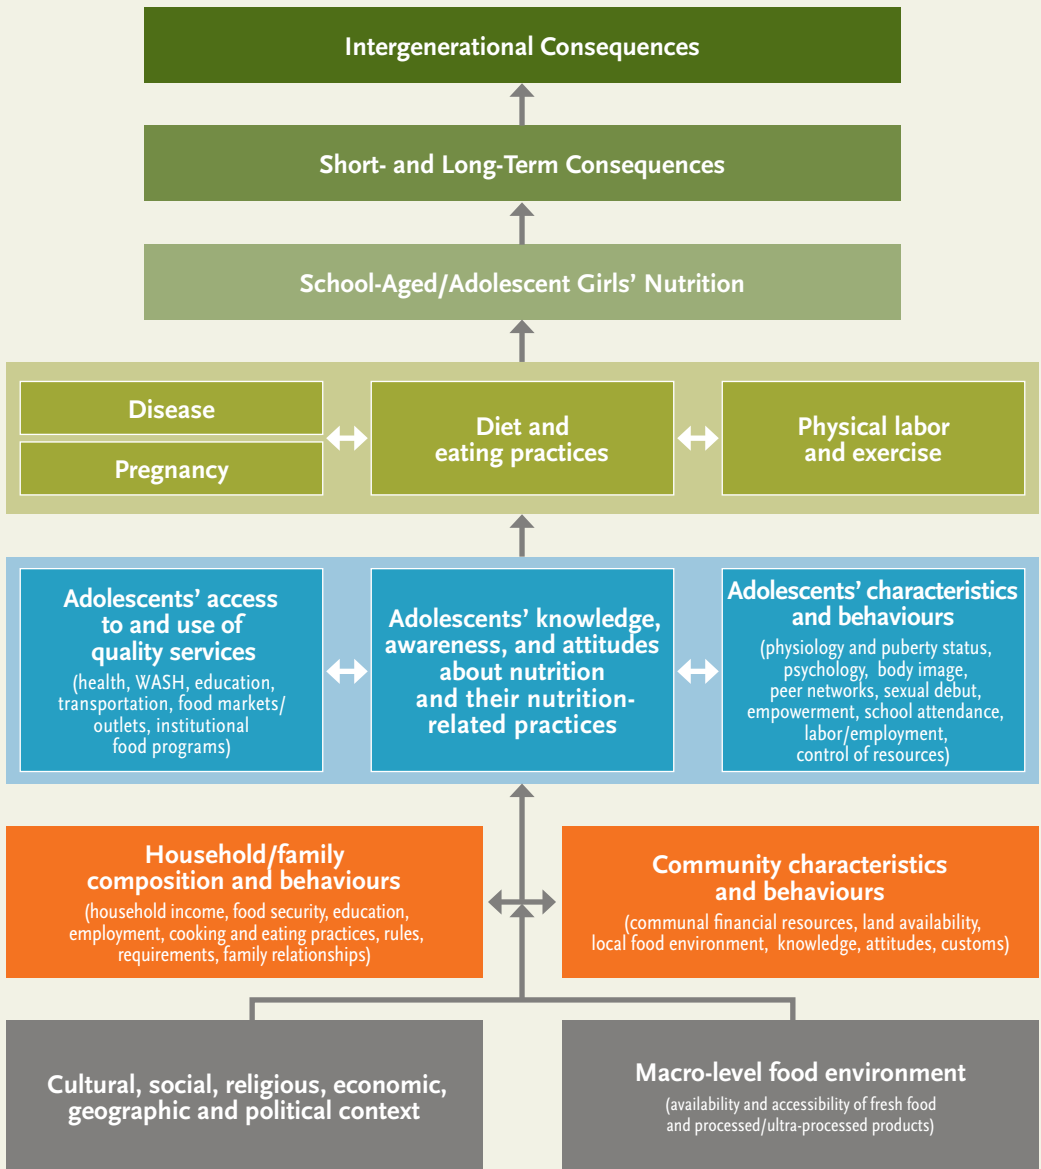 Intergenerational Consequences
Short- and Long-Term Consequences
School-Aged/Adolescent Girls’ Nutrition
Disease
Pregnancy
Diet and
eating practices
Physical labor
and exercise
Adolescents’ access
to and use of
quality services
(health, WASH, education,
transportation, food markets/
outlets, institutional
food programs)
Adolescents’ knowledge,
awareness, and attitudes
about nutrition
and their nutrition-
related practices
Adolescents’ characteristics
and behaviours
(physiology and puberty status,
psychology, body image,
peer networks, sexual debut,
empowerment, school attendance,
labor/employment,
control of resources)
Household/family
composition and behaviours
(household income, food security, education,
employment, cooking and eating practices, rules,
requirements, family relationships)
Community characteristics
and behaviours
(communal financial resources, land availability,
local food environment, knowledge, attitudes, customs)
Cultural, social, religious, economic,
geographic and political context
Macro-level food environment
(availability and accessibility of fresh food
and processed/ultra-processed products)